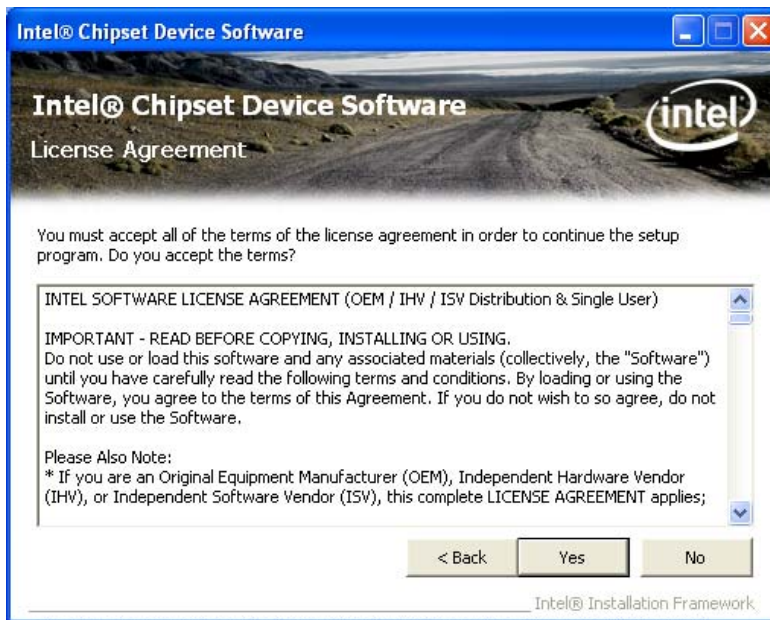 Intel® Chipset Device Software
Intel® Chipset Device Software
intel
License Agreement
You must accept all of the terms of the license agreement in order to continue the setup
program. Do you accept the terms?
INTEL SOFTWARE LICENSE AGREEMENT (OEM / IHV / ISV Distribution & Single User)
IMPORTANT - READ BEFORE COPYING, INSTALLING OR USING.
Do not use or load this software and any associated materials (collectively, the "Software")
until you have carefully read the following terms and conditions. By loading or using the
Software, you agree to the terms of this Agreement. If you do not wish to so agree, do not
install or use the Software.
Please Also Note:
* If you are an Original Equipment Manufacturer (OEM), Independent Hardware Vendor
(IHV), or Independent Software Vendor (ISV), this complete LICENSE AGREEMENT applies;
< Back Yes No
Intel® Installation Framework